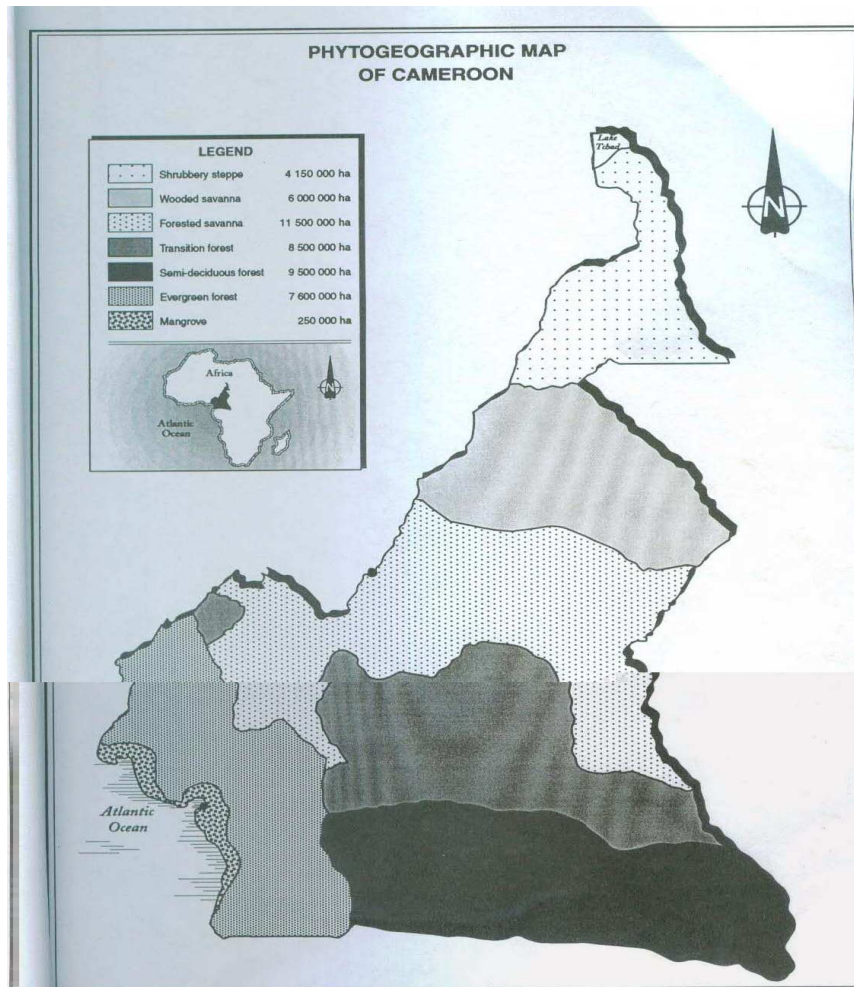 PHYTOGEOGRAPHIC MAP
OF CAMEROON
LEGEND
Shrubbery steppe 4 150 000 ha
Wooded savanna 6 000 000 ha
Forested savanna 11 500 000 ha
Transition forest 8 500 000 ha
Semi-deciduous forest 9 500 000 ha
Evergreen forest 7 600 000 ha
Mangrove 250 000 ha
Africa
N
Atlantic
Ocean
Lake
Tchad
N
Atlantic
Ocean